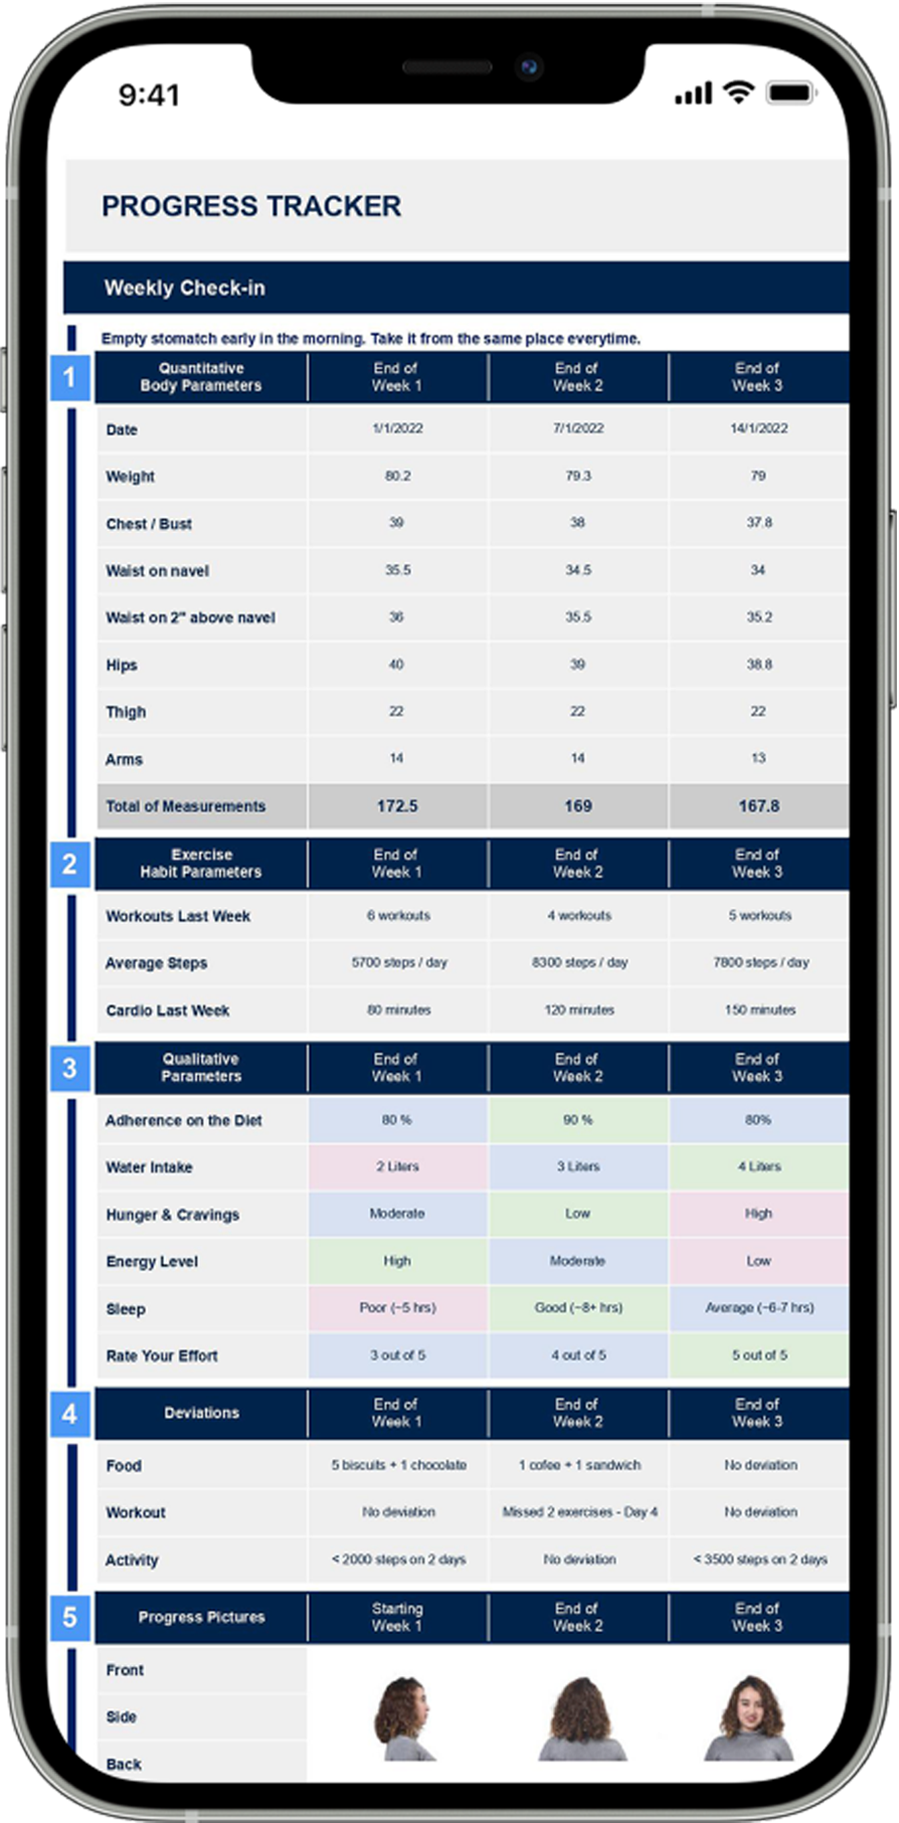 9:41
PROGRESS TRACKER
Weekly Check-in
Empty stomatch early in the morning. Take it from the same place everytime.
1
Quantitative Body Parameters End of Week 1 End of Week 2 End of Week 3
Date 1/1/2022 7/1/2022 14/1/2022
Weight 80.2 79.3 79
Chest / Bust 39 38 37.8
Waist on navel 35.5 34.5 34
Waist on 2" above navel 36 35.5 35.2
Hips 40 39 38.8
Thigh 22 22 22
Arms 14 14 13
Total of Measurements 172.5 169 167.8
2
Exercise Habit Parameters End of Week 1 End of Week 2 End of Week 3
Workouts Last Week 6 workouts 4 workouts 5 workouts
Average Steps 5700 steps / day 8300 steps / day 7800 steps / day
Cardio Last Week 80 minutes 120 minutes 150 minutes
3
Qualitative Parameters End of Week 1 End of Week 2 End of Week 3
Adherence on the Diet 80 % 90 % 80%
Water Intake 2 Liters 3 Liters 4 Liters
Hunger & Cravings Moderate Low High
Energy Level High Moderate Low
Sleep Poor (~5 hrs) Good (~8+ hrs) Average (~6-7 hrs)
Rate Your Effort 3 out of 5 4 out of 5 5 out of 5
4
Deviations End of Week 1 End of Week 2 End of Week 3
Food 5 biscuits + 1 chocolate 1 cofee + 1 sandwich No deviation
Workout No deviation Missed 2 exercises - Day 4 No deviation
Activity < 2000 steps on 2 days No deviation < 3500 steps on 2 days
5
Progress Pictures Starting Week 1 End of Week 2 End of Week 3
Front
Side
Back